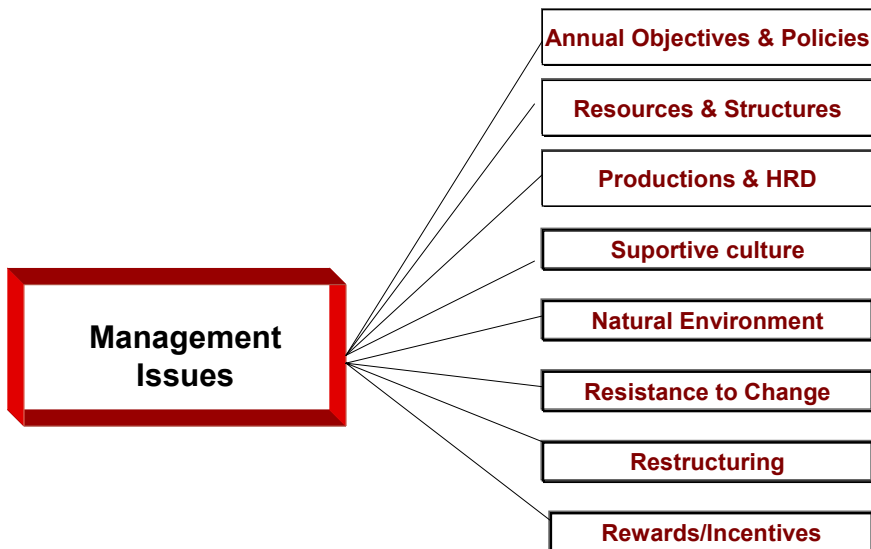 Annual Objectives & Policies
Resources & Structures
Productions & HRD
Suportive culture
Management
Issues
Natural Environment
Resistance to Change
Restructuring
Rewards/Incentives